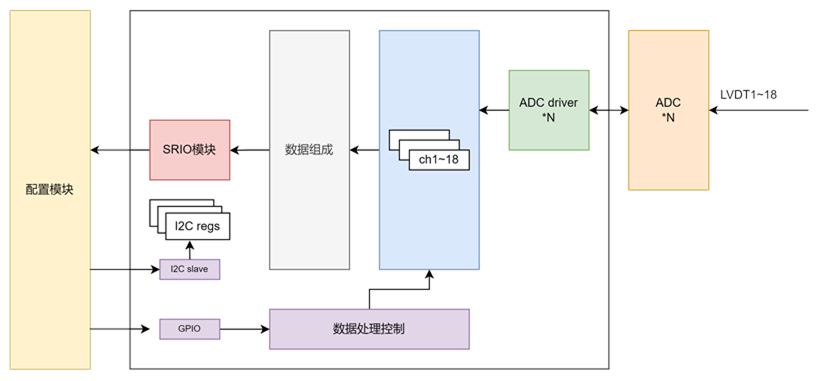 配置模块
SRIO模块
I2C regs
I2C slave
GPIO
数据组成
ch1~18
数据处理控制
ADC driver
*N
ADC
*N
LVDT1~18